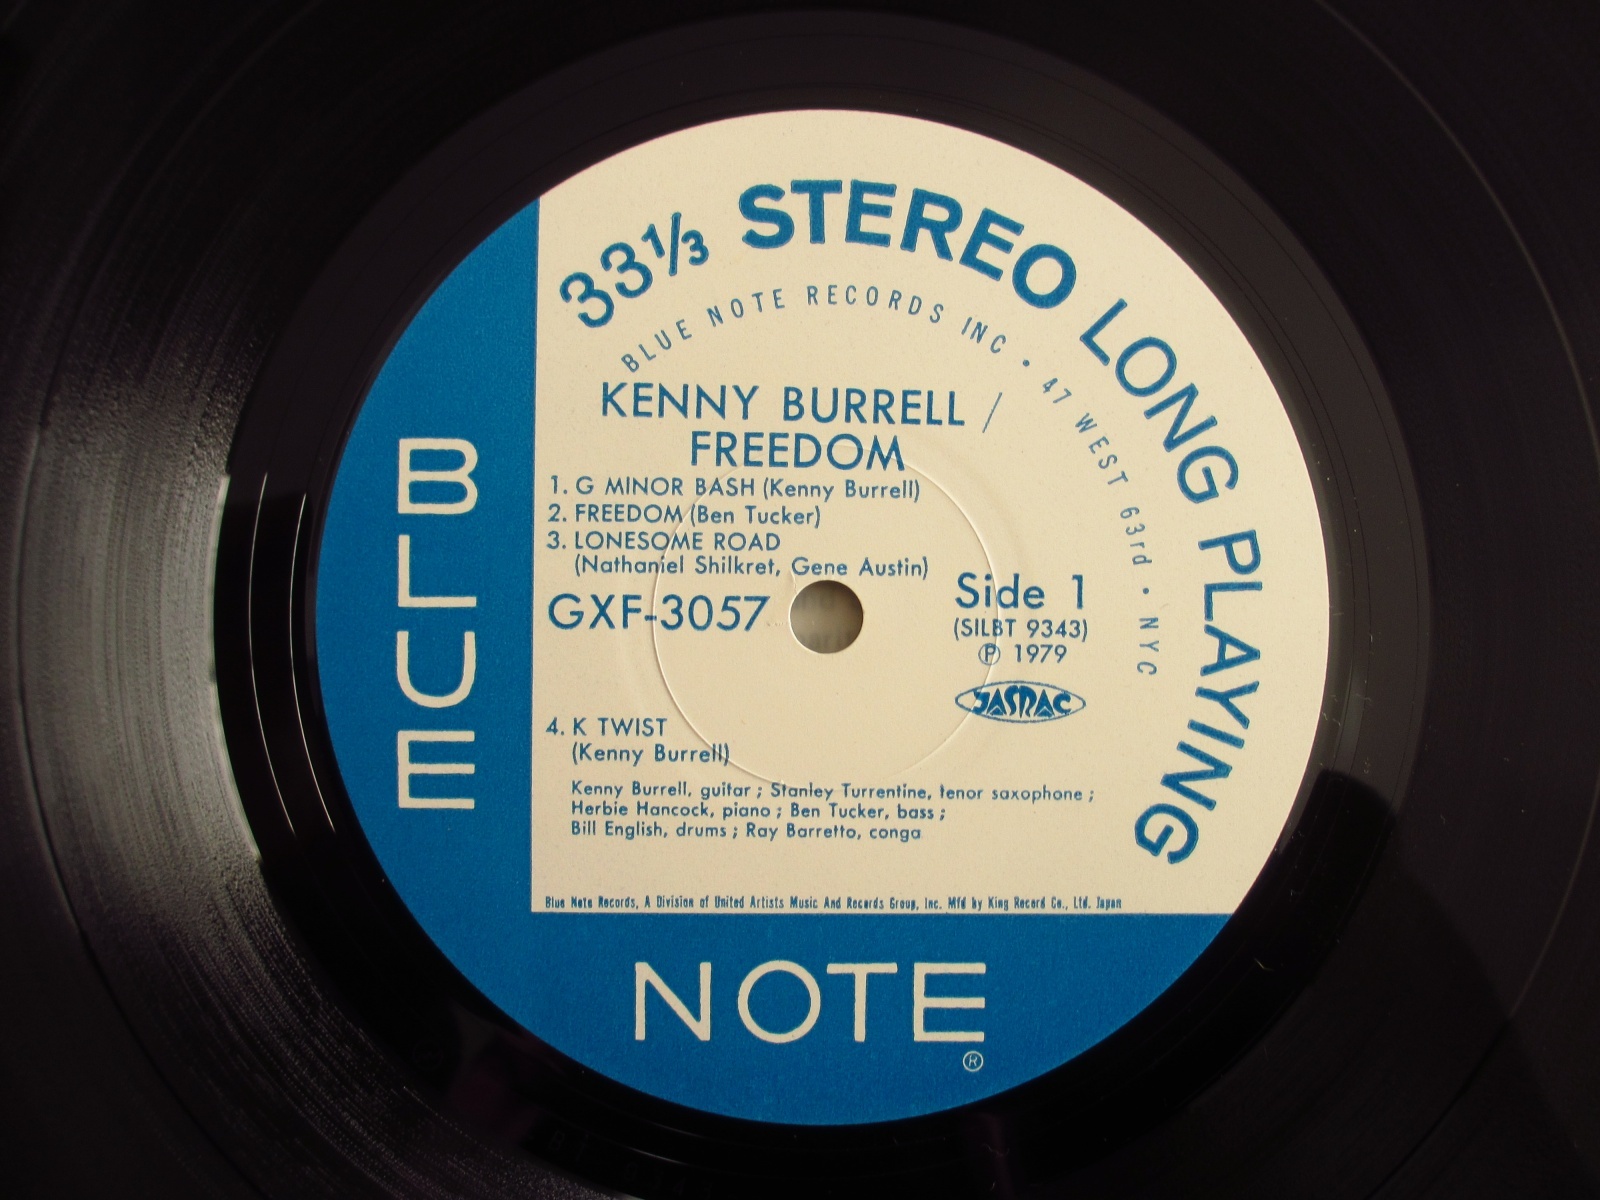 33⅓ STEREO LONG PLAYING
BLUE NOTE RECORDS INC • 47 WEST 63rd • NYC
KENNY BURRELL /
FREEDOM
1. G MINOR BASH (Kenny Burrell)
2. FREEDOM (Ben Tucker)
3. LONESOME ROAD
(Nathaniel Shilkret, Gene Austin)
GXF-3057
Side 1
(SILBT 9343)
Ⓟ 1979
JASRAC
4. K TWIST
(Kenny Burrell)
Kenny Burrell, guitar ; Stanley Turrentine, tenor saxophone ;
Herbie Hancock, piano ; Ben Tucker, bass ;
Bill English, drums ; Ray Barretto, conga
Blue Note Records, A Division of United Artists Music And Records Group, Inc. Mfd by King Record Co., Ltd. Japan
BLUE
NOTE
®